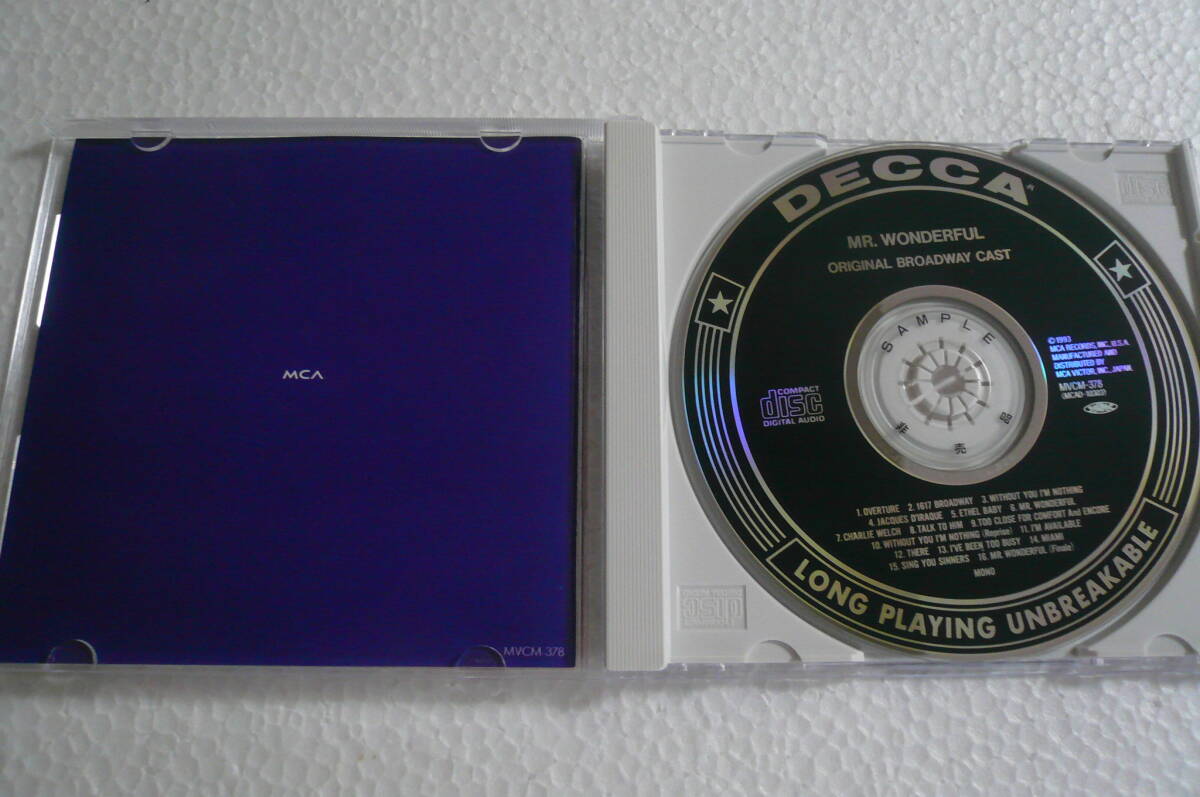 MCA
MVCM-378
DECCA
MR. WONDERFUL
ORIGINAL BROADWAY CAST
SAMPLE
非売品
COMPACT
disc
DIGITAL AUDIO
©1993
MCA RECORDS, INC., U.S.A.
MANUFACTURED AND
DISTRIBUTED BY
MCA VICTOR, INC., JAPAN.
MVCM-378
(MCAD-10303)
1. OVERTURE 2. 1617 BROADWAY 3. WITHOUT YOU I'M NOTHING
4. JACQUES D'IRAQUE 5. ETHEL BABY 6. MR. WONDERFUL
7. CHARLIE WELCH 8. TALK TO HIM 9. TOO CLOSE FOR COMFORT And ENCORE
10. WITHOUT YOU I'M NOTHING (Reprise) 11. I'M AVAILABLE
12. THERE 13. I'VE BEEN TOO BUSY 14. MIAMI
15. SING YOU SINNERS 16. MR. WONDERFUL (Finale)
MONO
LONG PLAYING UNBREAKABLE
disc
disc